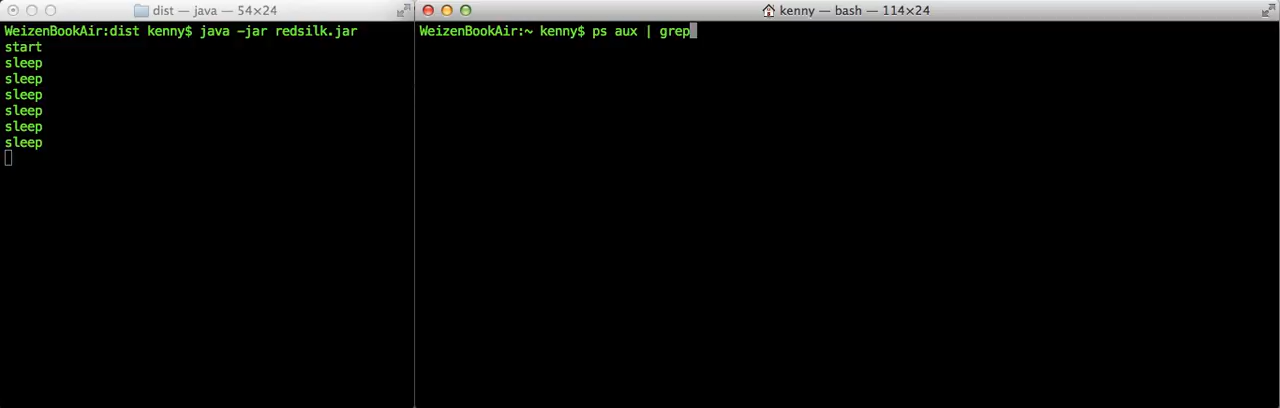 dist — java — 54×24
WeizenBookAir:dist kenny$ java -jar redsilk.jar
start
sleep
sleep
sleep
sleep
sleep
sleep
kenny — bash — 114×24
WeizenBookAir:~ kenny$ ps aux | grep